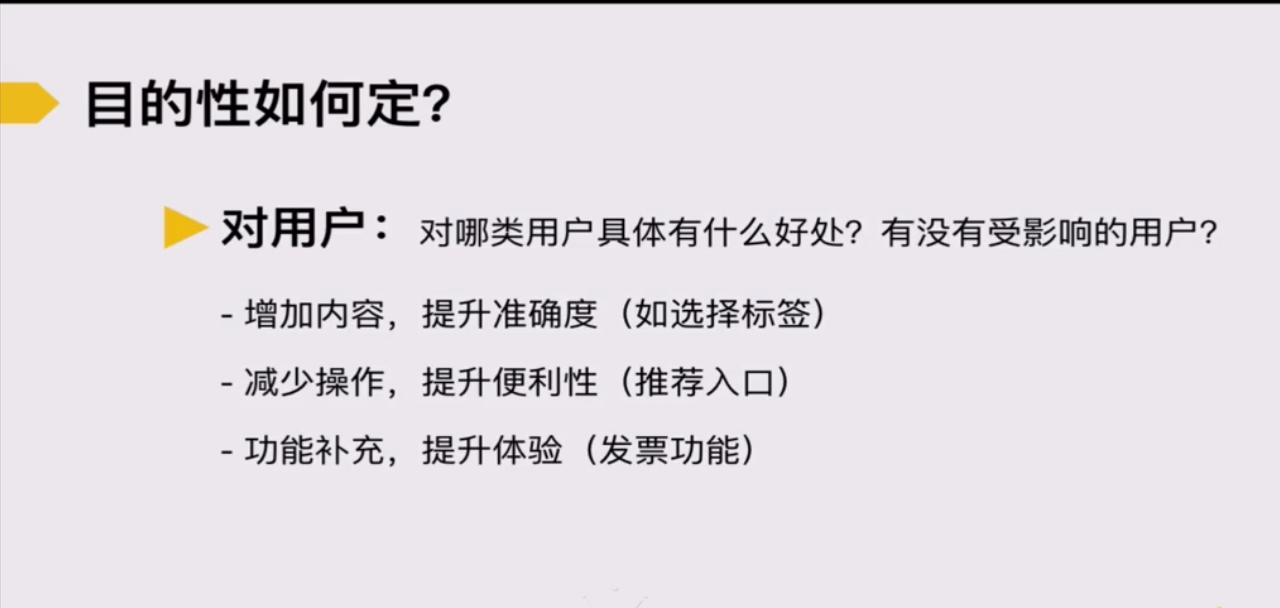 目的性如何定?
对用户： 对哪类用户具体有什么好处？有没有受影响的用户？
- 增加内容，提升准确度（如选择标签）
- 减少操作，提升便利性（推荐入口）
- 功能补充，提升体验（发票功能）